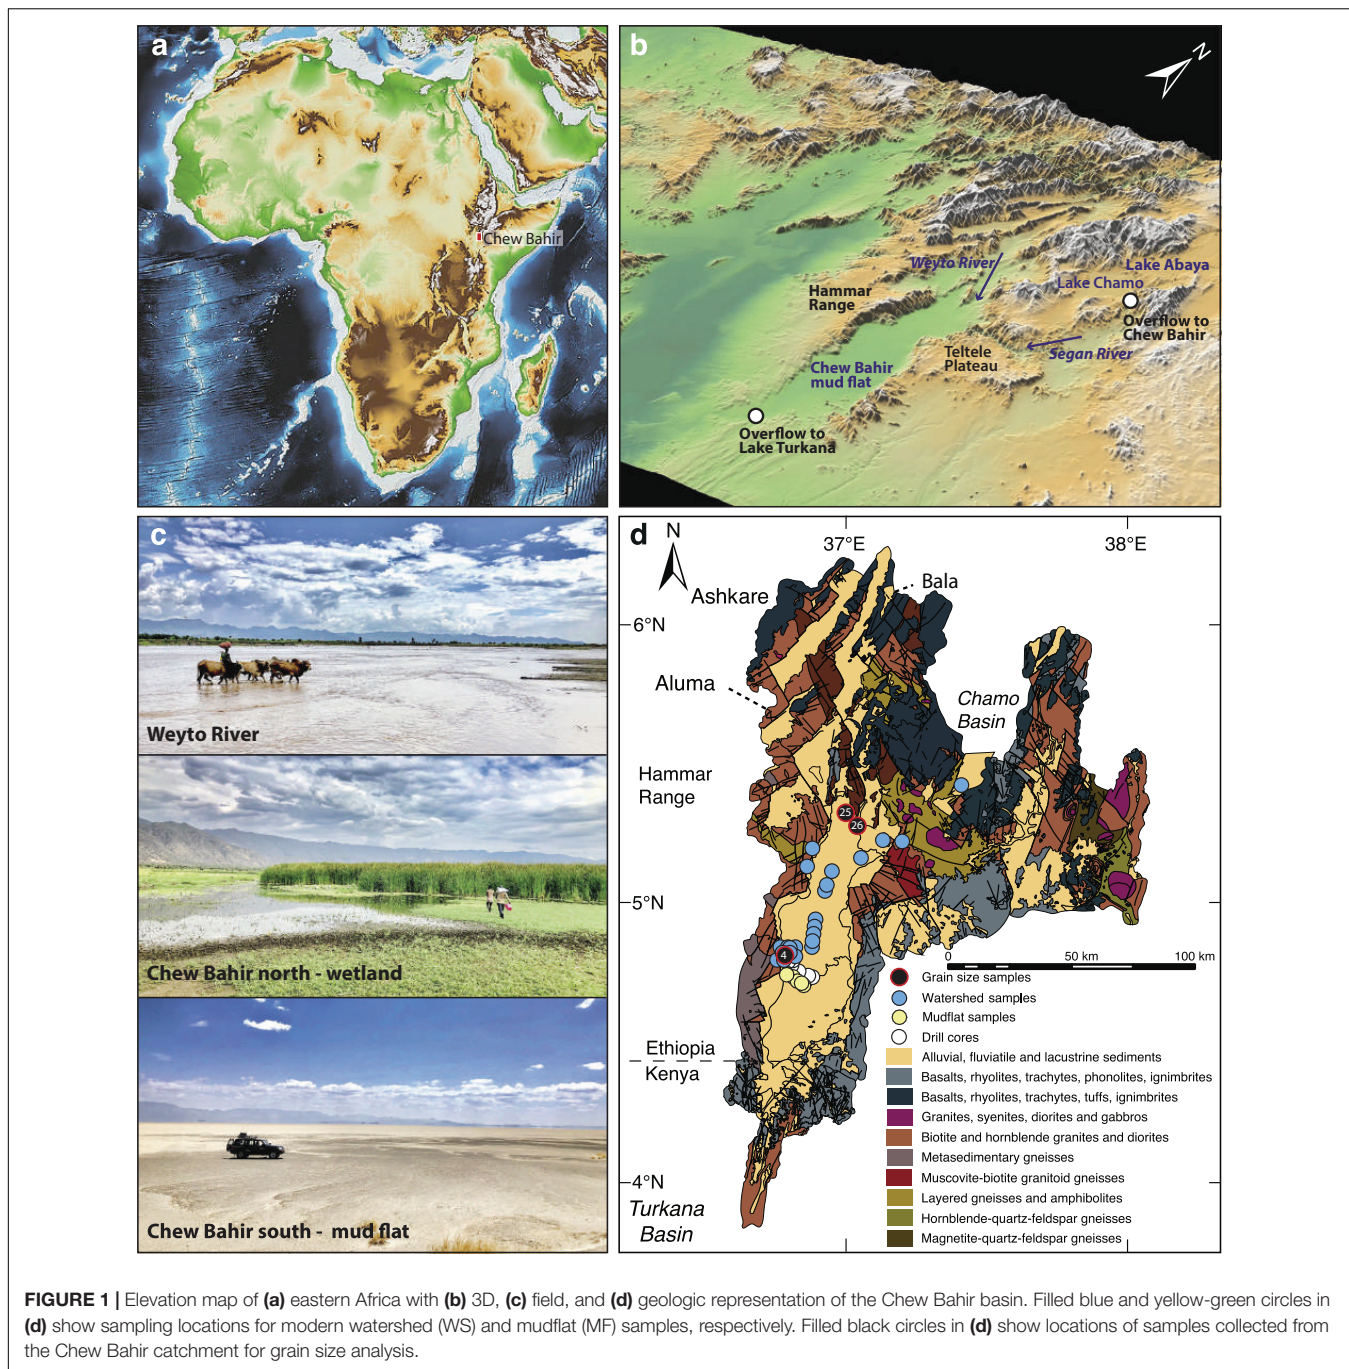 a
Chew Bahir
b
N
Weyto River
Lake Abaya
Lake Chamo
Hammar
Range
Overflow to
Chew Bahir
Segan River
Teltele
Plateau
Chew Bahir
mud flat
Overflow to
Lake Turkana
c
Weyto River
Chew Bahir north - wetland
Chew Bahir south - mud flat
d
N
37°E
38°E
Ashkare
Bala
6°N
Aluma
Chamo
Basin
Hammar
Range
25
26
5°N
4
0
50 km
100 km
Grain size samples
Watershed samples
Mudflat samples
Drill cores
Ethiopia
Kenya
Alluvial, fluviatile and lacustrine sediments
Basalts, rhyolites, trachytes, phonolites, ignimbrites
Basalts, rhyolites, trachytes, tuffs, ignimbrites
Granites, syenites, diorites and gabbros
Biotite and hornblende granites and diorites
Metasedimentary gneisses
Muscovite-biotite granitoid gneisses
Layered gneisses and amphibolites
Hornblende-quartz-feldspar gneisses
Magnetite-quartz-feldspar gneisses
4°N
Turkana
Basin
FIGURE 1 | Elevation map of (a) eastern Africa with (b) 3D, (c) field, and (d) geologic representation of the Chew Bahir basin. Filled blue and yellow-green circles in
(d) show sampling locations for modern watershed (WS) and mudflat (MF) samples, respectively. Filled black circles in (d) show locations of samples collected from
the Chew Bahir catchment for grain size analysis.